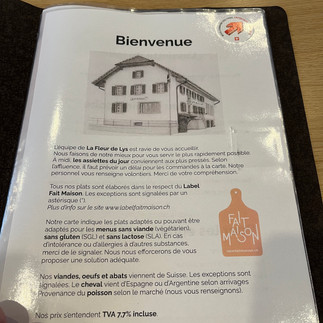 Bienvenue
L'équipe de La Fleur de Lys est ravie de vous accueillir.
Nous faisons de notre mieux pour vous servir le plus rapidement possible.
A midi, les assiettes du jour conviennent aux plus pressés. Selon
l'affluence, il faut prévoir un délai pour les commandes à la carte. Notre
personnel vous renseigne volontiers. Merci de votre compréhension.
Tous nos plats sont élaborés dans le respect du Label
Fait Maison. Les exceptions sont signalées par un
astérisque (*)
Plus d'info sur le site www.labelfaitmaison.ch
Notre carte indique les plats adaptés ou pouvant être
adaptés pour les menus sans viande (végétarien),
sans gluten (SGL) et sans lactose (SLA). En cas
d'intolérance ou d'allergies à d'autres substances,
merci de le signaler. Nous nous efforcerons de vous
proposer une solution adéquate.
FAIT
MAISON
Nos viandes, oeufs et abats viennent de Suisse. Les exceptions sont
signalées. Le cheval vient d'Espagne ou d'Argentine selon arrivages
Provenance du poisson selon le marché (nous vous renseignons).
Nos prix s'entendent TVA 7,7% incluse.